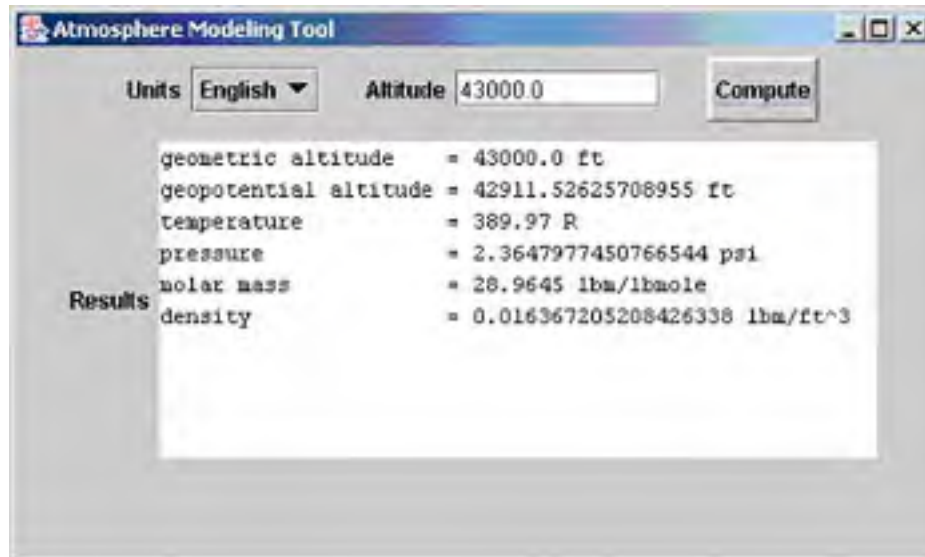 Atmosphere Modeling Tool
Units English Altitude 43000.0 Compute
geometric altitude = 43000.0 ft
geopotential altitude = 42911.52625708955 ft
temperature = 389.97 R
pressure = 2.3647977450766544 psi
molar mass = 28.9645 lbm/lbmole
Results
density = 0.016367205208426338 lbm/ft^3